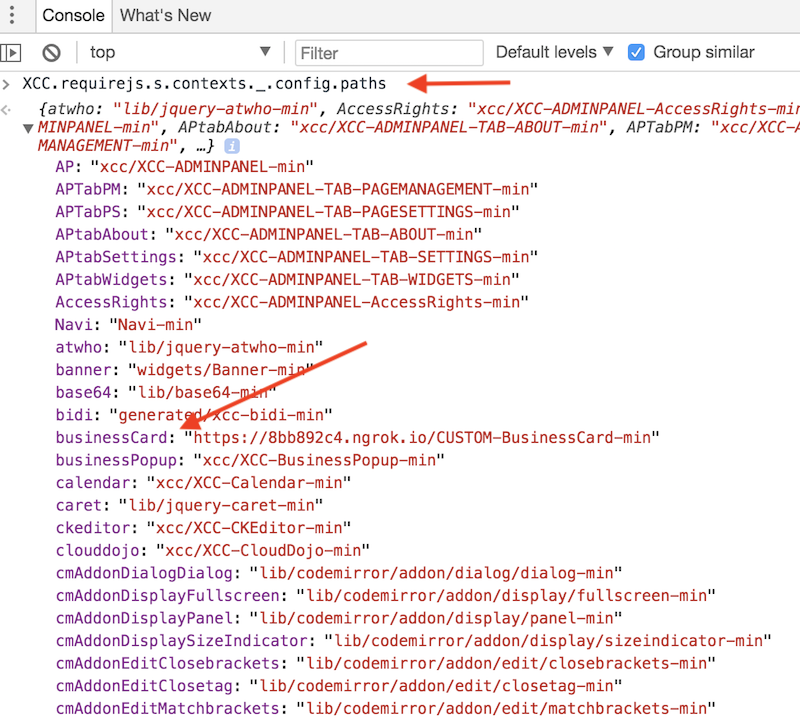 Console What's New
top Filter Default levels Group similar
XCC.requirejs.s.contexts._.config.paths
{atwho: "lib/jquery-atwho-min", AccessRights: "xcc/XCC-ADMINPANEL-AccessRights-min
MINPANEL-min", APtabAbout: "xcc/XCC-ADMINPANEL-TAB-ABOUT-min", APTabPM: "xcc/XCC-A
MANAGEMENT-min", …} i
AP: "xcc/XCC-ADMINPANEL-min"
APTabPM: "xcc/XCC-ADMINPANEL-TAB-PAGEMANAGEMENT-min"
APTabPS: "xcc/XCC-ADMINPANEL-TAB-PAGESETTINGS-min"
APtabAbout: "xcc/XCC-ADMINPANEL-TAB-ABOUT-min"
APtabSettings: "xcc/XCC-ADMINPANEL-TAB-SETTINGS-min"
APtabWidgets: "xcc/XCC-ADMINPANEL-TAB-WIDGETS-min"
AccessRights: "xcc/XCC-ADMINPANEL-AccessRights-min"
Navi: "Navi-min"
atwho: "lib/jquery-atwho-min"
banner: "widgets/Banner-min"
base64: "lib/base64-min"
bidi: "generated/xcc-bidi-min"
businessCard: "https://8bb892c4.ngrok.io/CUSTOM-BusinessCard-min"
businessPopup: "xcc/XCC-BusinessPopup-min"
calendar: "xcc/XCC-Calendar-min"
caret: "lib/jquery-caret-min"
ckeditor: "xcc/XCC-CKEditor-min"
clouddojo: "xcc/XCC-CloudDojo-min"
cmAddonDialogDialog: "lib/codemirror/addon/dialog/dialog-min"
cmAddonDisplayFullscreen: "lib/codemirror/addon/display/fullscreen-min"
cmAddonDisplayPanel: "lib/codemirror/addon/display/panel-min"
cmAddonDisplaySizeIndicator: "lib/codemirror/addon/display/sizeindicator-min"
cmAddonEditClosebrackets: "lib/codemirror/addon/edit/closebrackets-min"
cmAddonEditClosetag: "lib/codemirror/addon/edit/closetag-min"
cmAddonEditMatchbrackets: "lib/codemirror/addon/edit/matchbrackets-min"